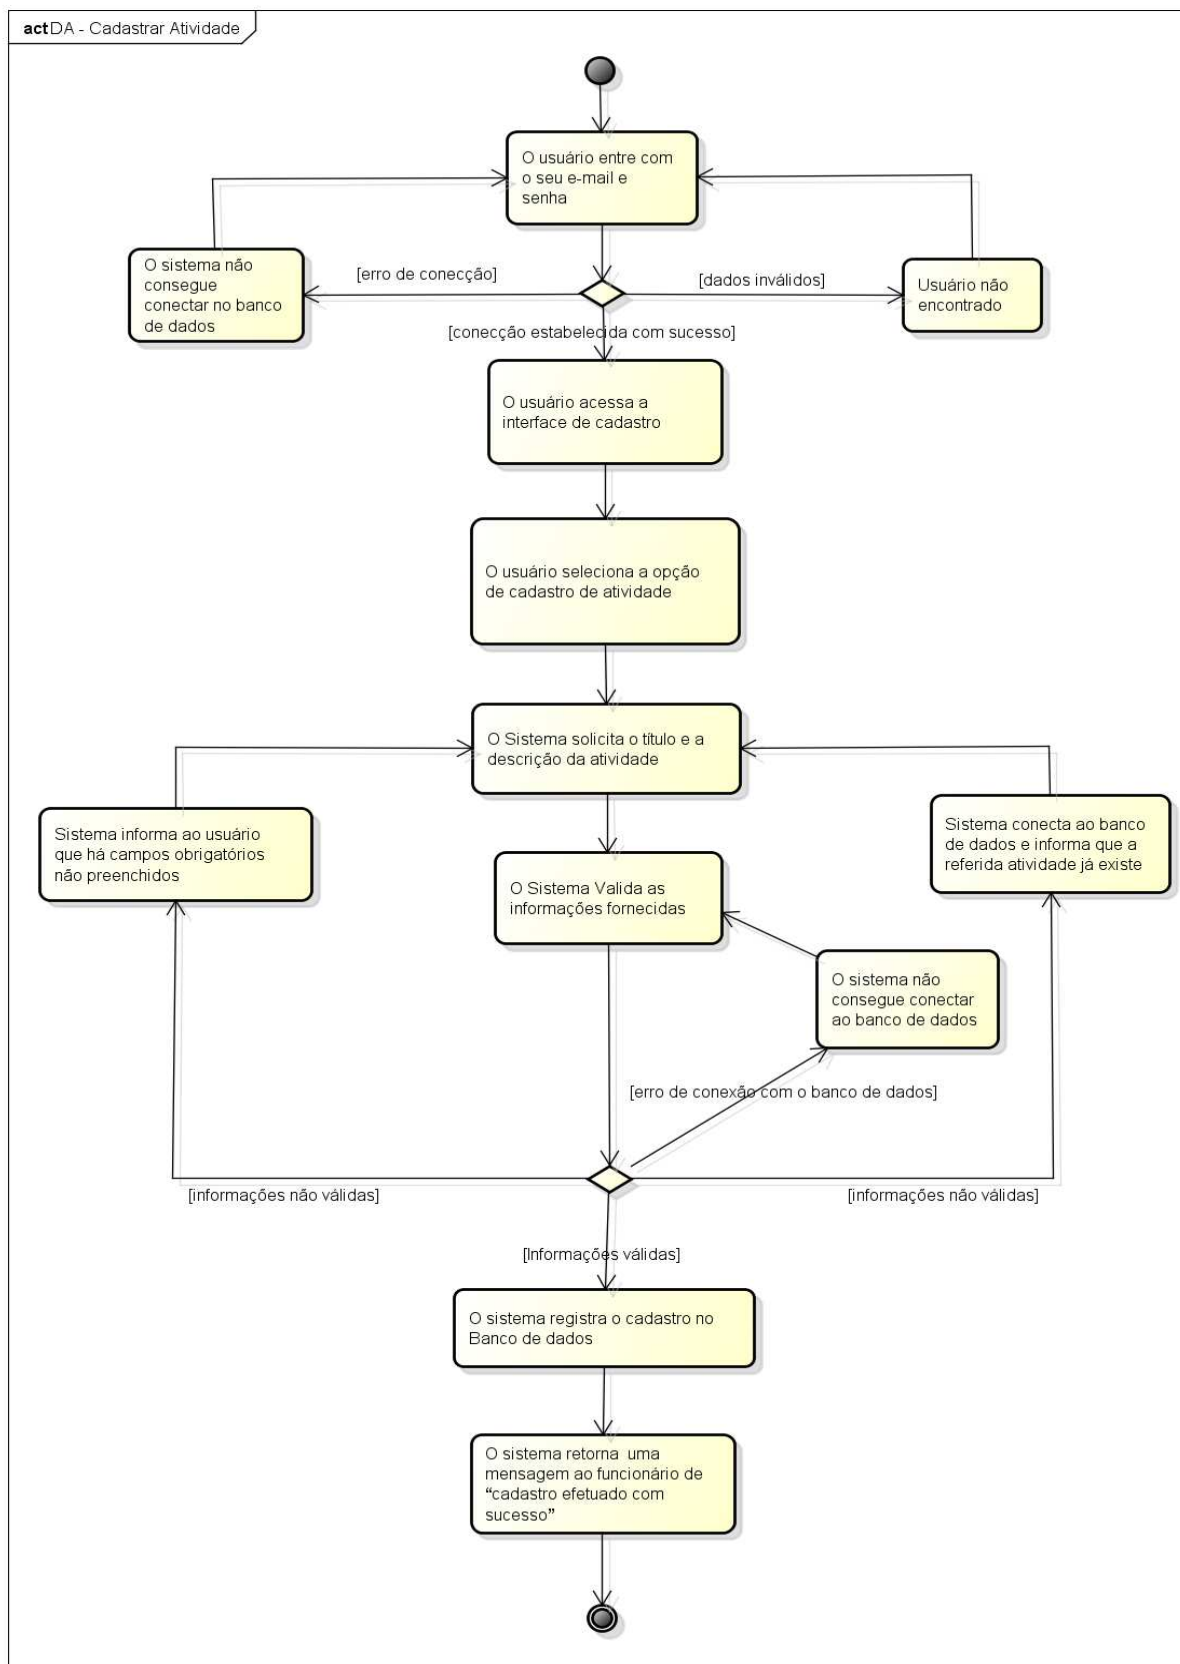 act DA - Cadastrar Atividade
O usuário entre com
o seu e-mail e
senha
O sistema não
consegue
conectar no banco
de dados
[erro de conecção]
[dados inválidos]
Usuário não
encontrado
[conecção estabelecida com sucesso]
O usuário acessa a
interface de cadastro
O usuário seleciona a opção
de cadastro de atividade
O Sistema solicita o título e a
descrição da atividade
Sistema informa ao usuário
que há campos obrigatórios
não preenchidos
Sistema conecta ao banco
de dados e informa que a
referida atividade já existe
O Sistema Valida as
informações fornecidas
O sistema não
consegue conectar
ao banco de dados
[erro de conexão com o banco de dados]
[informações não válidas]
[informações não válidas]
[Informações válidas]
O sistema registra o cadastro no
Banco de dados
O sistema retorna  uma
mensagem ao funcionário de
“cadastro efetuado com
sucesso”